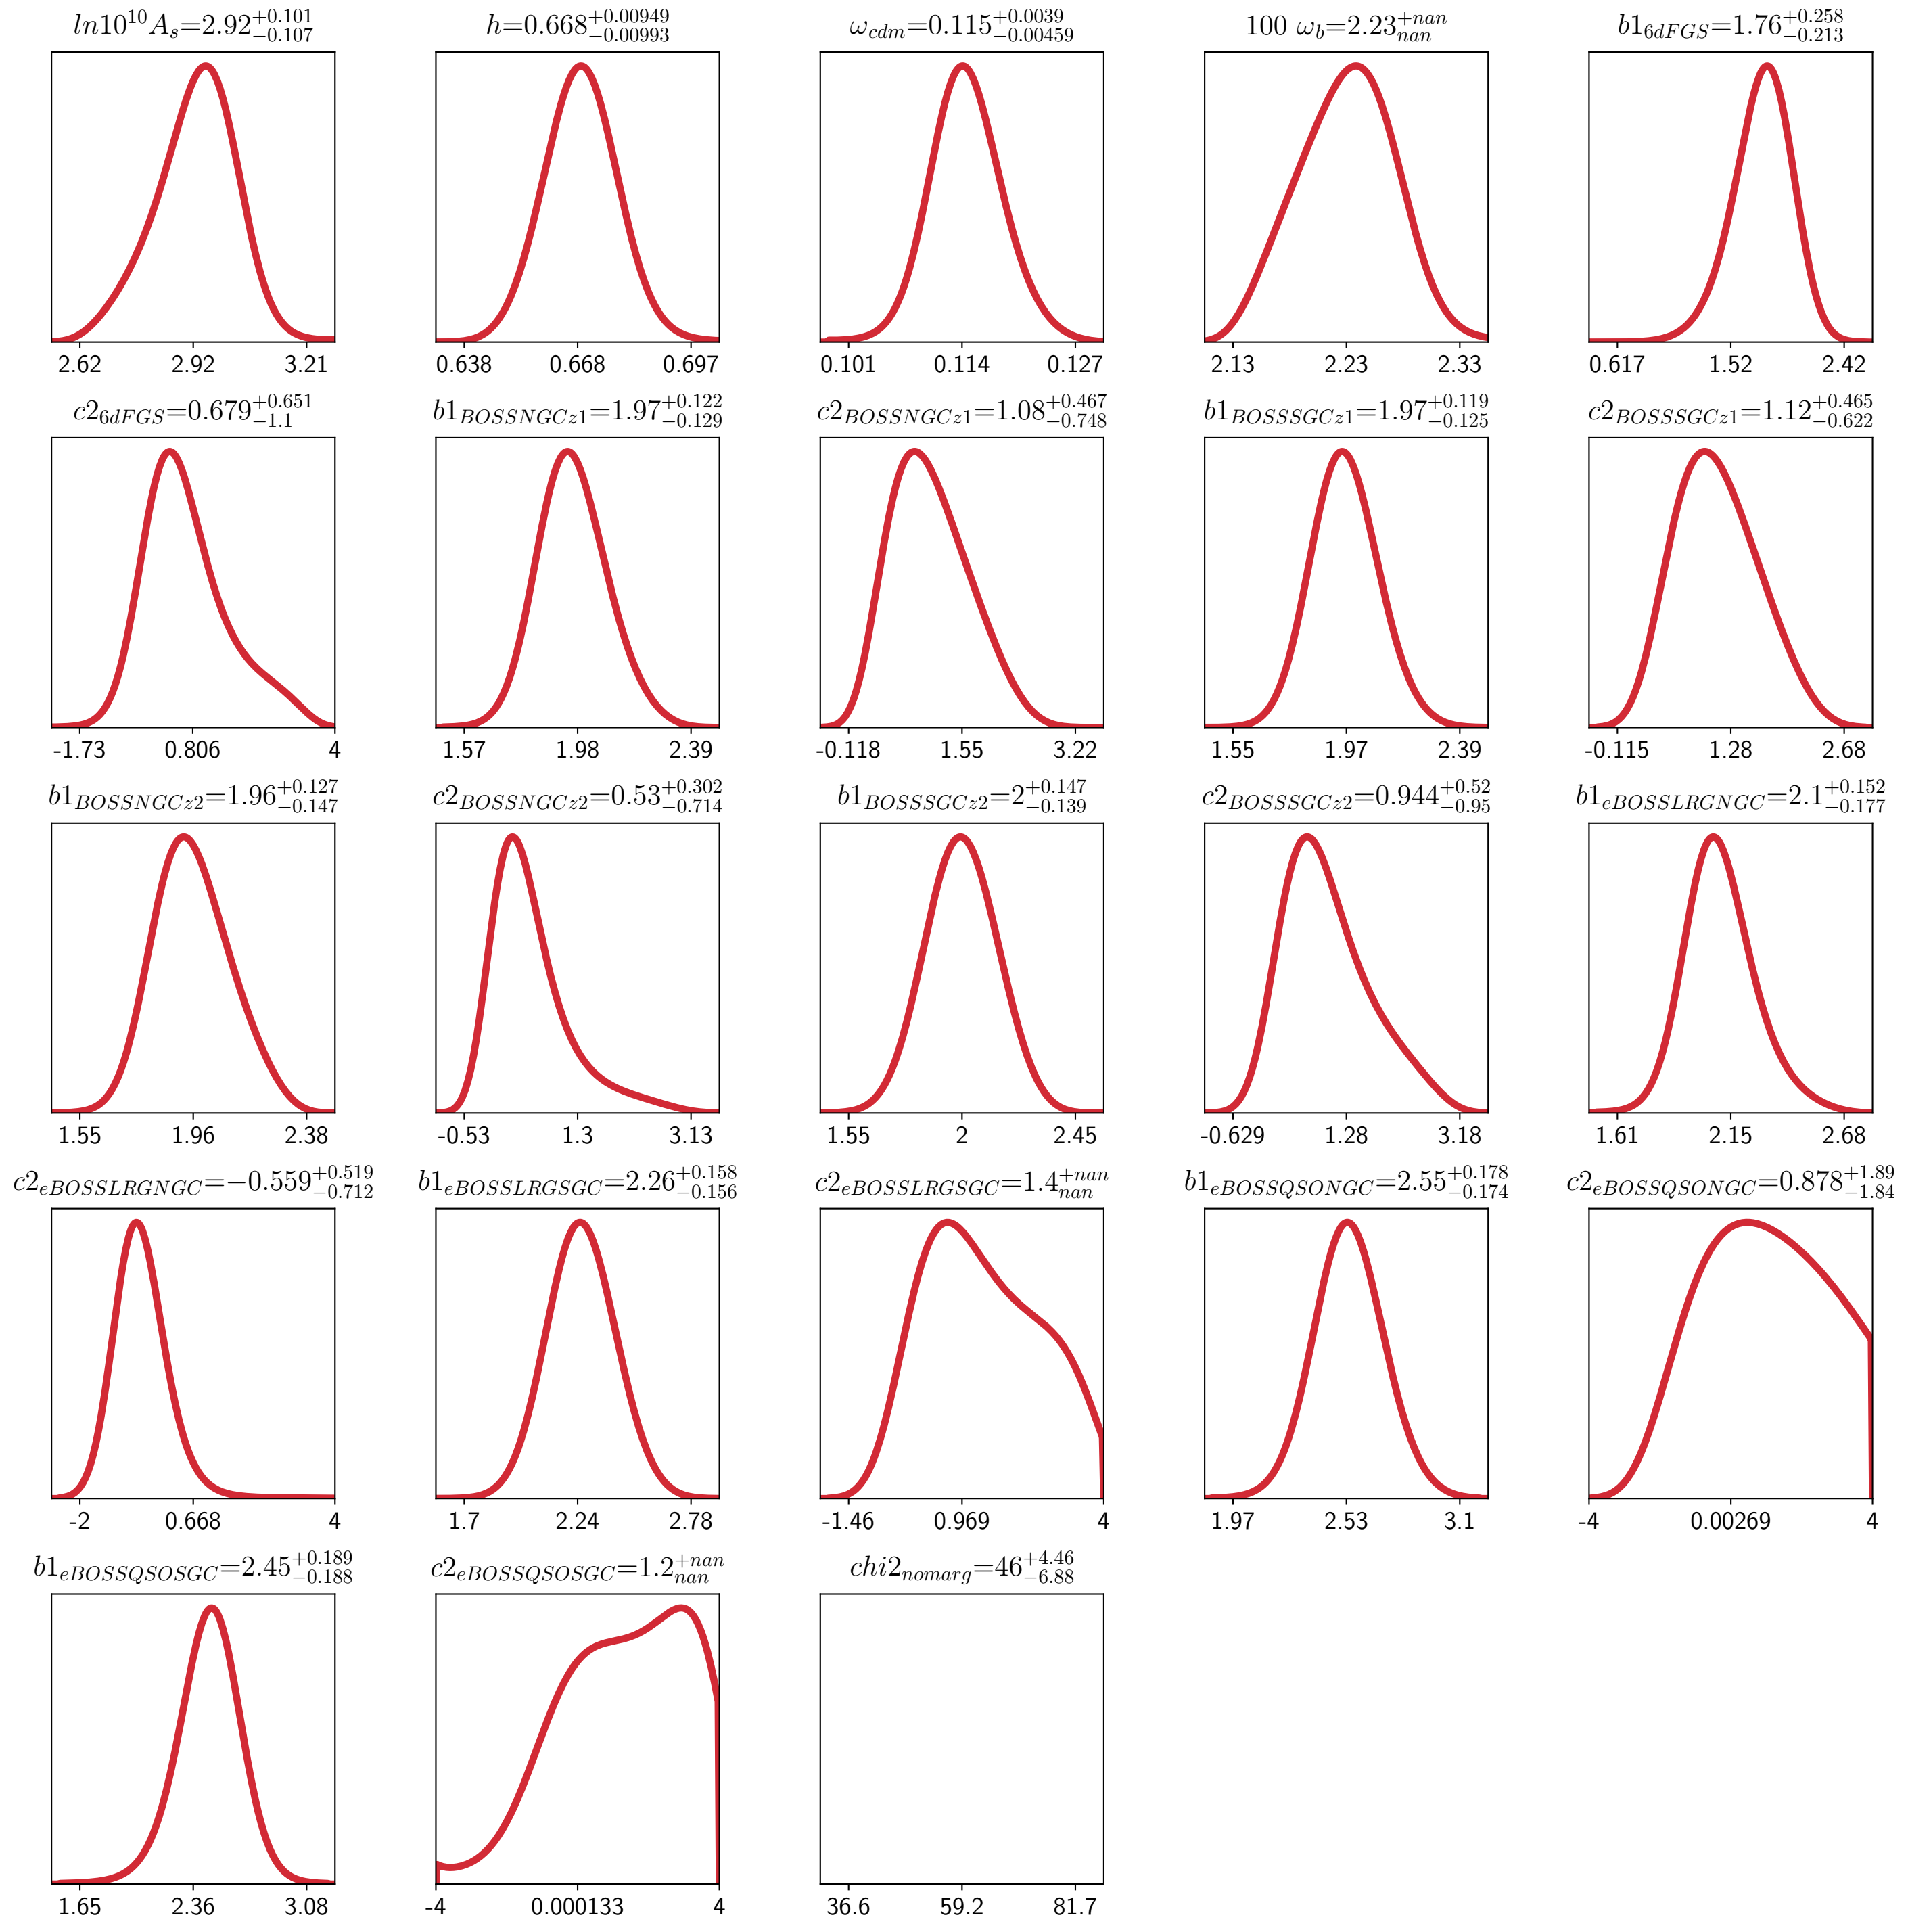 ln10^{10}A_s=2.92^{+0.101}_{-0.107} h=0.668^{+0.00949}_{-0.00993} ω_{cdm}=0.115^{+0.0039}_{-0.00459} 100 ω_b=2.23^{+nan}_{nan} b1_{6dFGS}=1.76^{+0.258}_{-0.213}
2.62 2.92 3.21 0.638 0.668 0.697 0.101 0.114 0.127 2.13 2.23 2.33 0.617 1.52 2.42
c2_{6dFGS}=0.679^{+0.651}_{-1.1} b1_{BOSSNGCz1}=1.97^{+0.122}_{-0.129} c2_{BOSSNGCz1}=1.08^{+0.467}_{-0.748} b1_{BOSSSGCz1}=1.97^{+0.119}_{-0.125} c2_{BOSSSGCz1}=1.12^{+0.465}_{-0.622}
-1.73 0.806 4 1.57 1.98 2.39 -0.118 1.55 3.22 1.55 1.97 2.39 -0.115 1.28 2.68
b1_{BOSSNGCz2}=1.96^{+0.127}_{-0.147} c2_{BOSSNGCz2}=0.53^{+0.302}_{-0.714} b1_{BOSSSGCz2}=2^{+0.147}_{-0.139} c2_{BOSSSGCz2}=0.944^{+0.52}_{-0.95} b1_{eBOSSLRGNGC}=2.1^{+0.152}_{-0.177}
1.55 1.96 2.38 -0.53 1.3 3.13 1.55 2 2.45 -0.629 1.28 3.18 1.61 2.15 2.68
c2_{eBOSSLRGNGC}=−0.559^{+0.519}_{-0.712} b1_{eBOSSLRGSGC}=2.26^{+0.158}_{-0.156} c2_{eBOSSLRGSGC}=1.4^{+nan}_{nan} b1_{eBOSSQSONGC}=2.55^{+0.178}_{-0.174} c2_{eBOSSQSONGC}=0.878^{+1.89}_{-1.84}
-2 0.668 4 1.7 2.24 2.78 -1.46 0.969 4 1.97 2.53 3.1 -4 0.00269 4
b1_{eBOSSQSOSGC}=2.45^{+0.189}_{-0.188} c2_{eBOSSQSOSGC}=1.2^{+nan}_{nan} chi2_{nomarg}=46^{+4.46}_{-6.88}
1.65 2.36 3.08 -4 0.000133 4 36.6 59.2 81.7